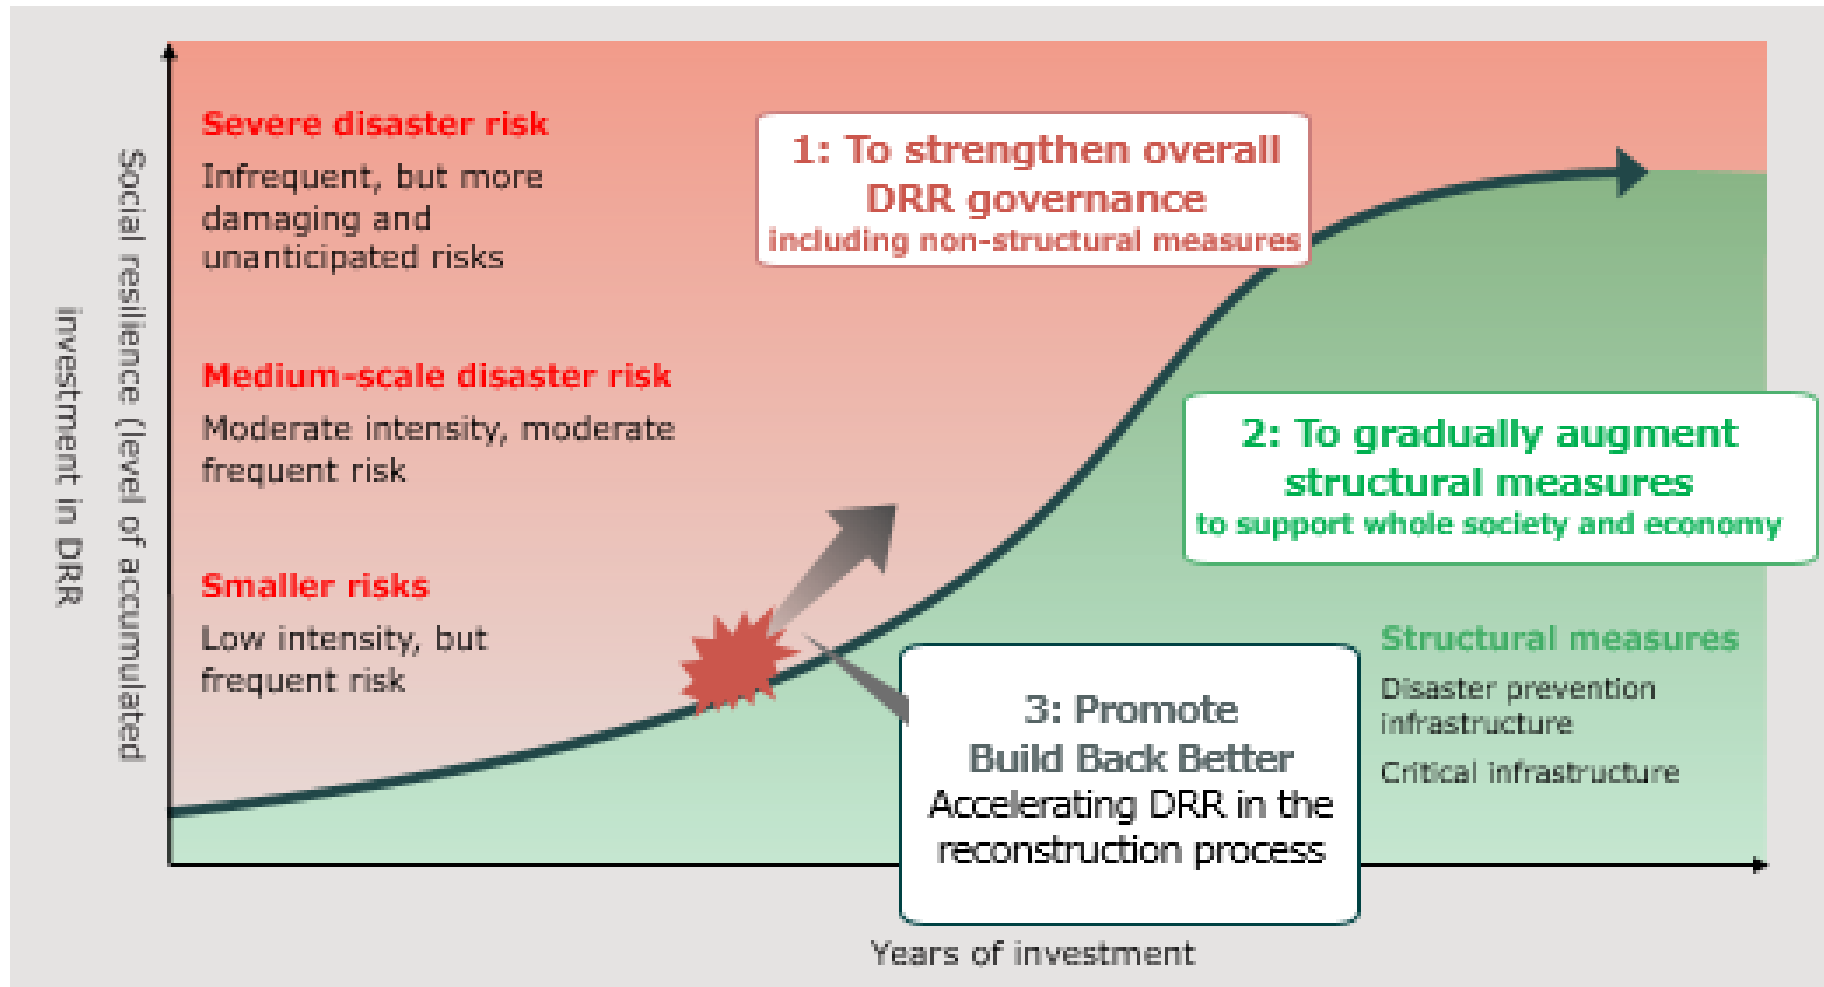 Social resilience (level of accumulated
investment in DRR
Severe disaster risk
Infrequent, but more
damaging and
unanticipated risks
Medium-scale disaster risk
Moderate intensity, moderate
frequent risk
Smaller risks
Low intensity, but
frequent risk
1: To strengthen overall
DRR governance
including non-structural measures
2: To gradually augment
structural measures
to support whole society and economy
Structural measures
Disaster prevention
infrastructure
Critical infrastructure
3: Promote
Build Back Better
Accelerating DRR in the
reconstruction process
Years of investment